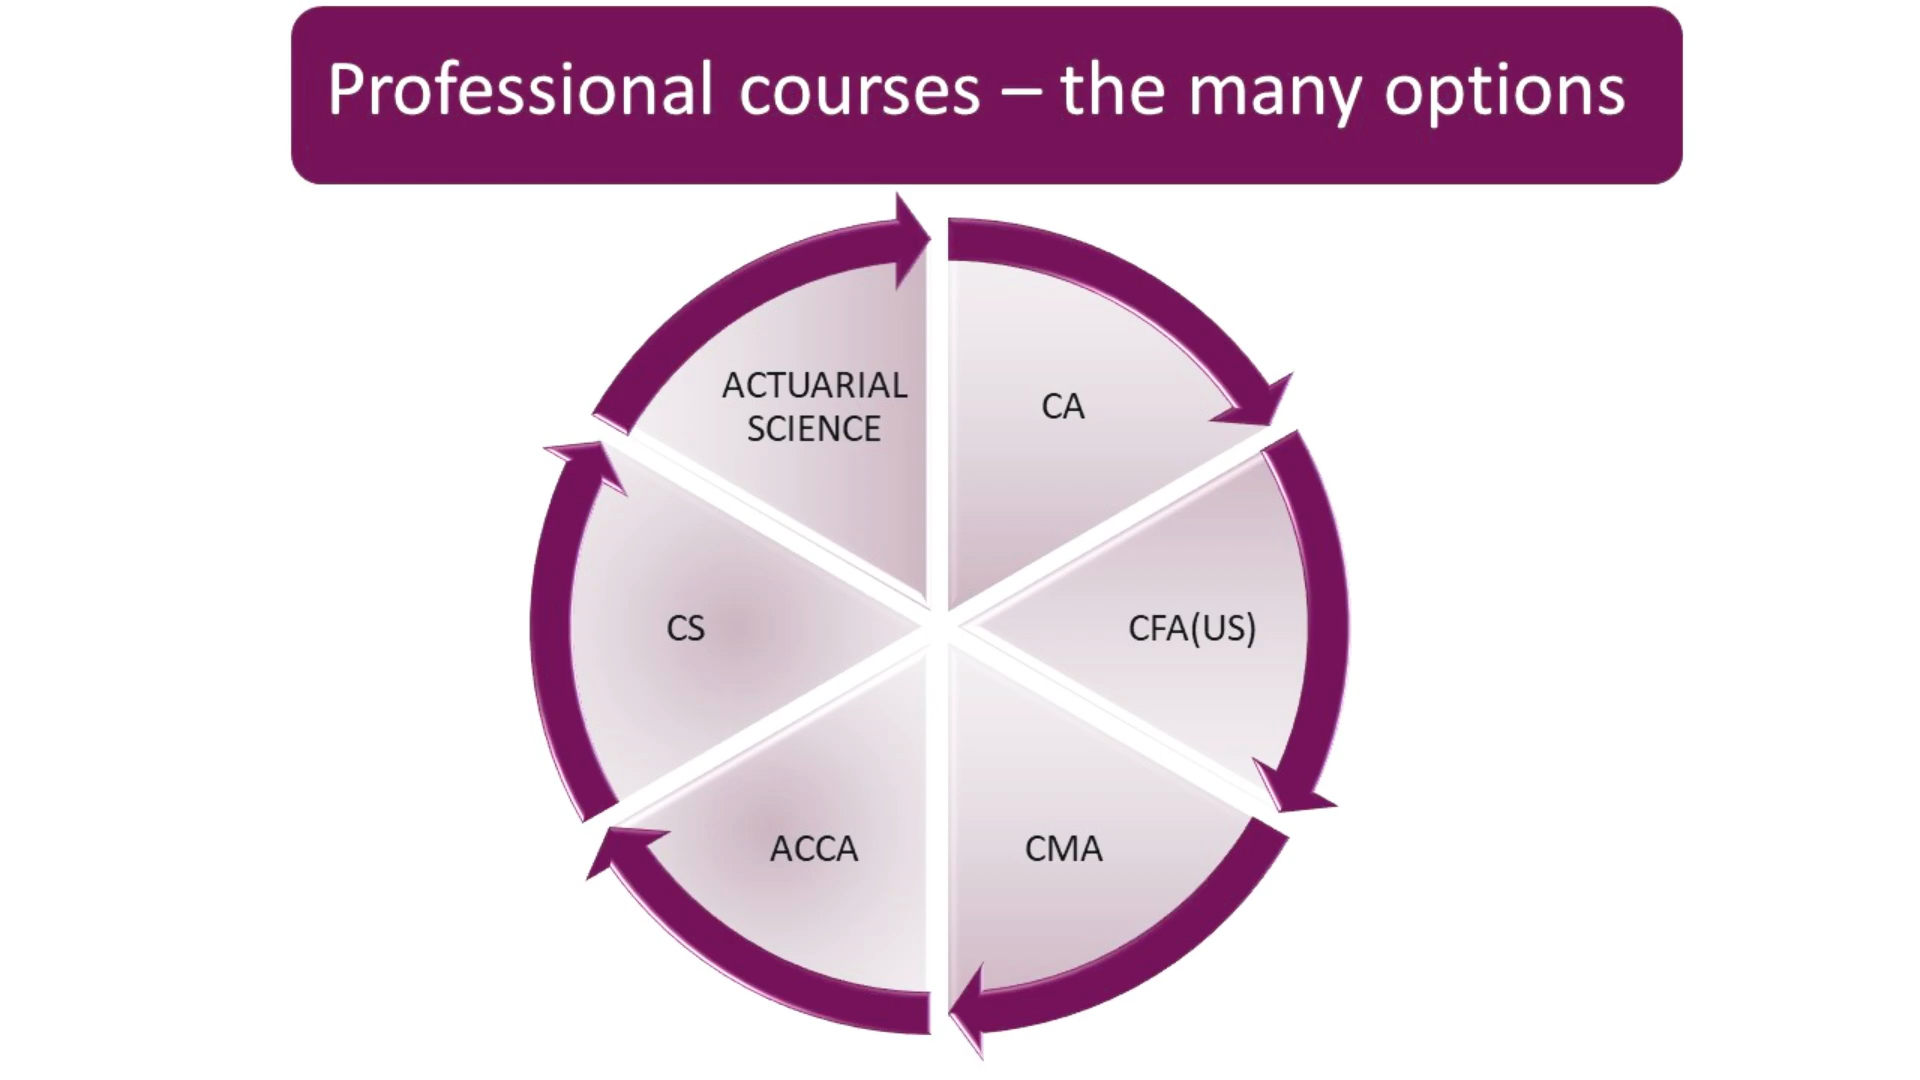 Professional courses – the many options
ACTUARIAL
SCIENCE
CA
CS
CFA(US)
ACCA
CMA